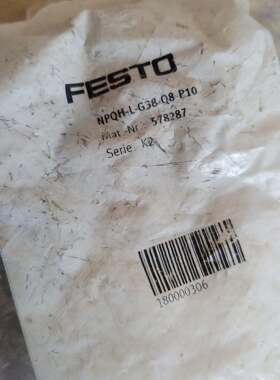 FESTO
NPQH-L-G38-Q8-P10
Mat.-Nr. 578287
Serie K2
180000306